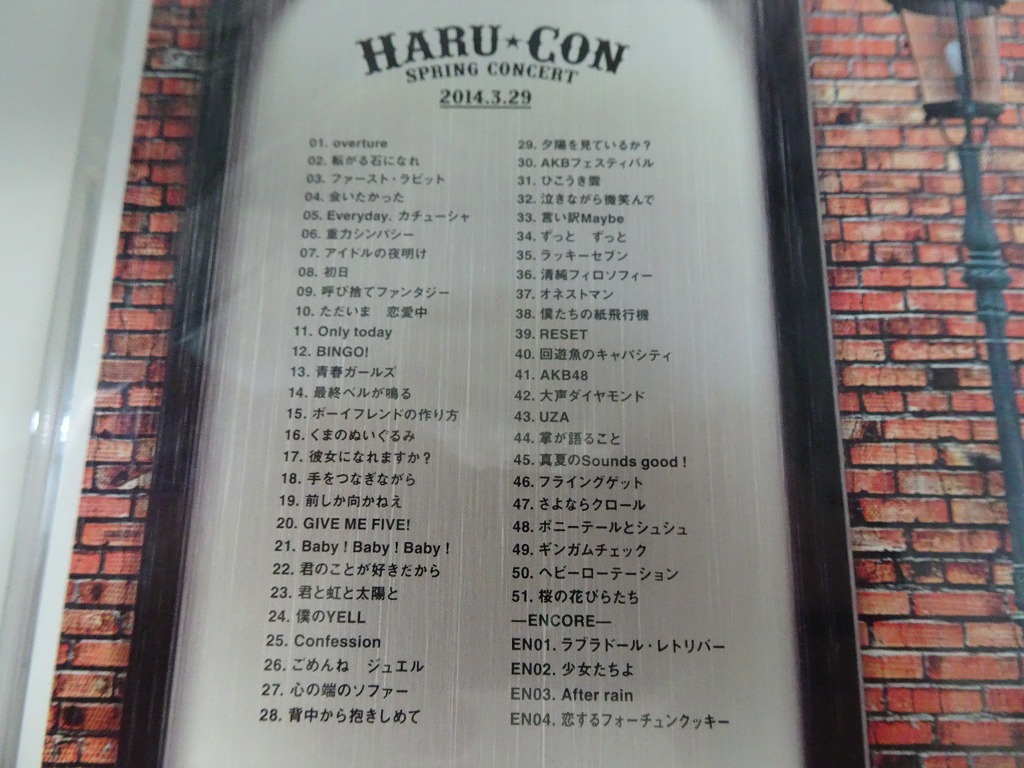 HARU★CON
SPRING CONCERT
2014.3.29
01. overture
02.転がる石になれ
03. ファースト・ラビット
04. 会いたかった
05. Everyday、カチューシャ
06. 重力シンパシー
07. アイドルの夜明け
08. 初日
09. 呼び捨てファンタジー
10. ただいま　恋愛中
11. Only today
12. BINGO!
13. 青春ガールズ
14. 最終ベルが鳴る
15. ボーイフレンドの作り方
16. くまのぬいぐるみ
17. 彼女になれますか？
18. 手をつなぎながら
19. 前しか向かねえ
20. GIVE ME FIVE!
21. Baby！Baby！Baby！
22. 君のことが好きだから
23. 君と虹と太陽と
24. 僕のYELL
25. Confession
26. ごめんね　ジュエル
27. 心の端のソファー
28. 背中から抱きしめて
29. 夕陽を見ているか？
30. AKBフェスティバル
31. ひこうき雲
32. 泣きながら微笑んで
33. 言い訳Maybe
34. ずっと　ずっと
35. ラッキーセブン
36. 清純フィロソフィー
37. オネストマン
38. 僕たちの紙飛行機
39. RESET
40. 回遊魚のキャパシティ
41. AKB48
42. 大声ダイヤモンド
43. UZA
44. 掌が語ること
45. 真夏のSounds good！
46. フライングゲット
47. さよならクロール
48. ポニーテールとシュシュ
49. ギンガムチェック
50. ヘビーローテーション
51. 桜の花びらたち
—ENCORE—
EN01. ラブラドール・レトリバー
EN02. 少女たちよ
EN03. After rain
EN04. 恋するフォーチュンクッキー